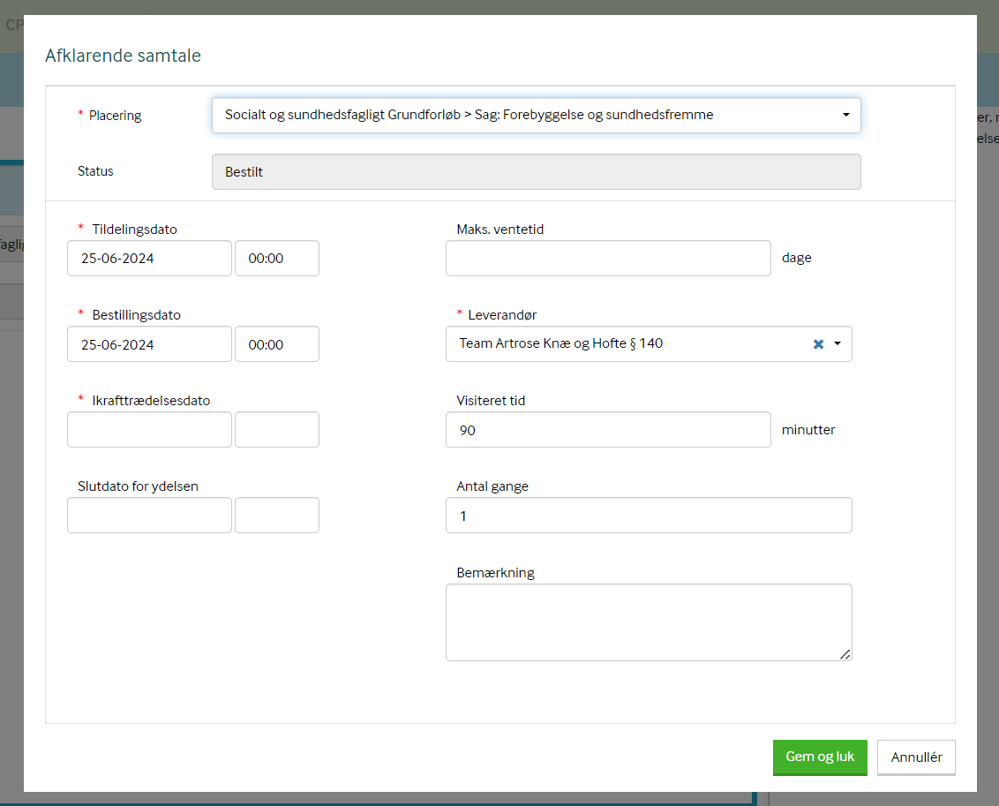 CP
Afklarende samtale
* Placering
Socialt og sundhedsfagligt Grundforløb > Sag: Forebyggelse og sundhedsfremme
Status
Bestilt
* Tildelingsdato
25-06-2024 00:00
Maks. ventetid
dage
* Bestillingsdato
25-06-2024 00:00
* Leverandør
Team Artrose Knæ og Hofte § 140
* Ikrafttrædelsesdato
Visiteret tid
90 minutter
Slutdato for ydelsen
Antal gange
1
Bemærkning
Gem og luk
Annullér